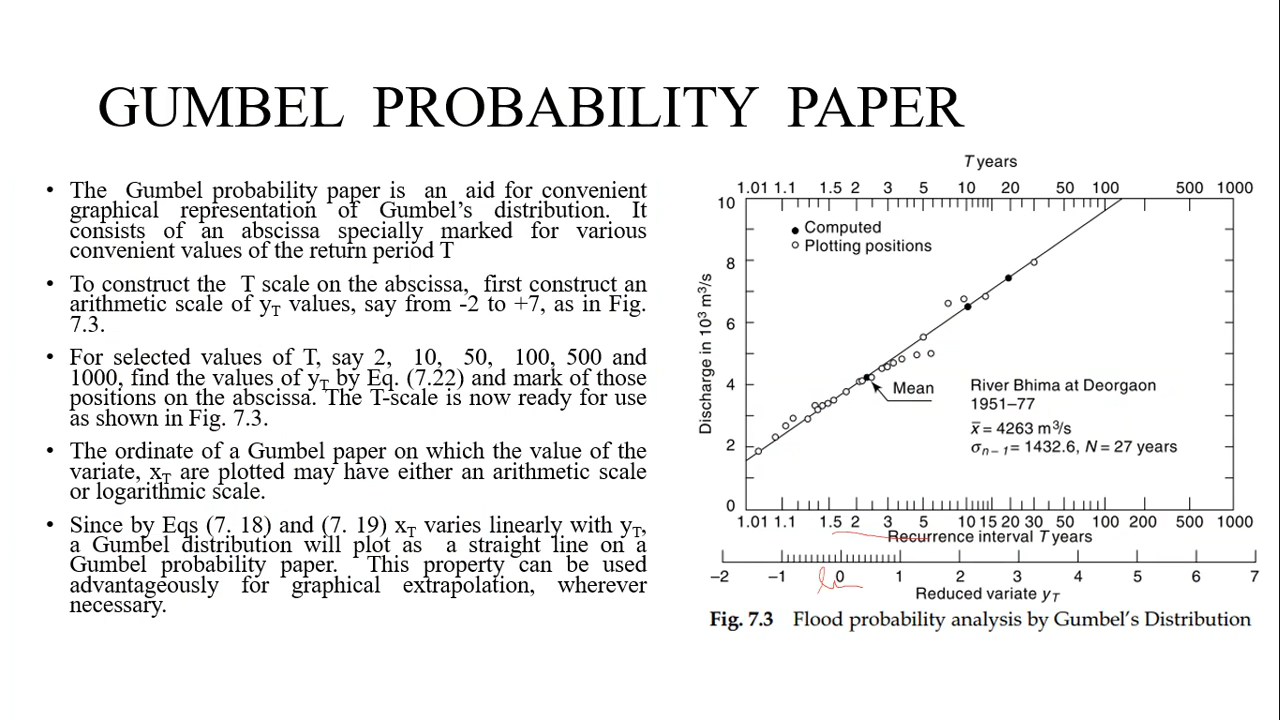 GUMBEL PROBABILITY PAPER
• The Gumbel probability paper is an aid for convenient
graphical representation of Gumbel’s distribution. It
consists of an abscissa specially marked for various
convenient values of the return period T
• To construct the T scale on the abscissa, first construct an
arithmetic scale of yT values, say from -2 to +7, as in Fig.
7.3.
• For selected values of T, say 2, 10, 50, 100, 500 and
1000, find the values of yT by Eq. (7.22) and mark of those
positions on the abscissa. The T-scale is now ready for use
as shown in Fig. 7.3.
• The ordinate of a Gumbel paper on which the value of the
variate, xT are plotted may have either an arithmetic scale
or logarithmic scale.
• Since by Eqs (7. 18) and (7. 19) xT varies linearly with yT,
a Gumbel distribution will plot as a straight line on a
Gumbel probability paper. This property can be used
advantageously for graphical extrapolation, wherever
necessary.
T years
1.01 1.1 1.5 2 3 5 10 20 50 100 500 1000
10
8
6
4
2
0
Discharge in 10³ m³/s
Computed
Plotting positions
Mean
River Bhima at Deorgaon
1951–77
x̅ = 4263 m³/s
σn – 1 = 1432.6, N = 27 years
1.01 1.1 1.5 2 3 5 10 15 20 30 50 100 200 500 1000
Recurrence interval T years
–2 –1 0 1 2 3 4 5 6 7
Reduced variate yT
Fig. 7.3 Flood probability analysis by Gumbel’s Distribution